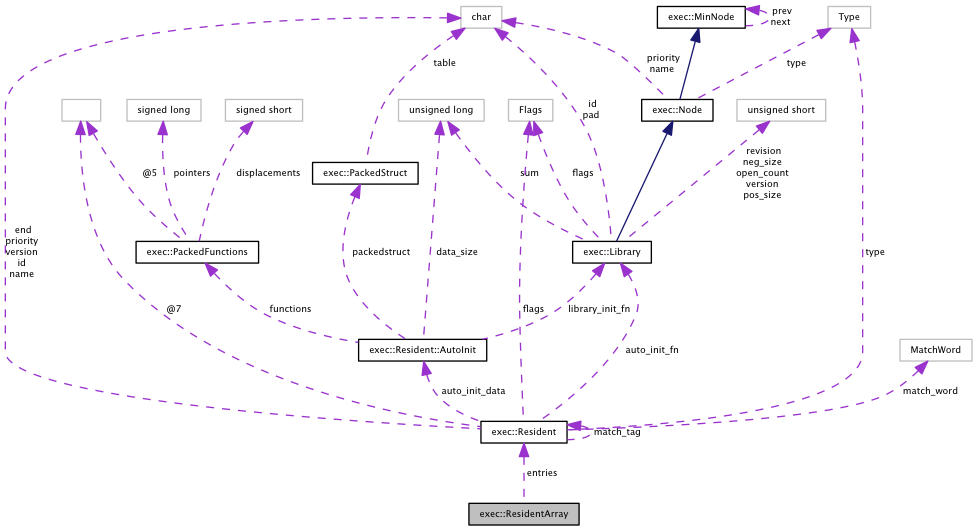 char
exec::MinNode
prev
next
Type
table
priority
name
type
signed long
signed short
unsigned long
Flags
exec::Node
unsigned short
id
pad
@5
pointers
displacements
exec::PackedStruct
sum
flags
revision
neg_size
open_count
version
pos_size
end
priority
version
id
name
exec::PackedFunctions
packedstruct
data_size
exec::Library
type
@7
functions
flags
library_init_fn
exec::Resident::AutoInit
auto_init_fn
MatchWord
auto_init_data
match_word
exec::Resident
match_tag
entries
exec::ResidentArray